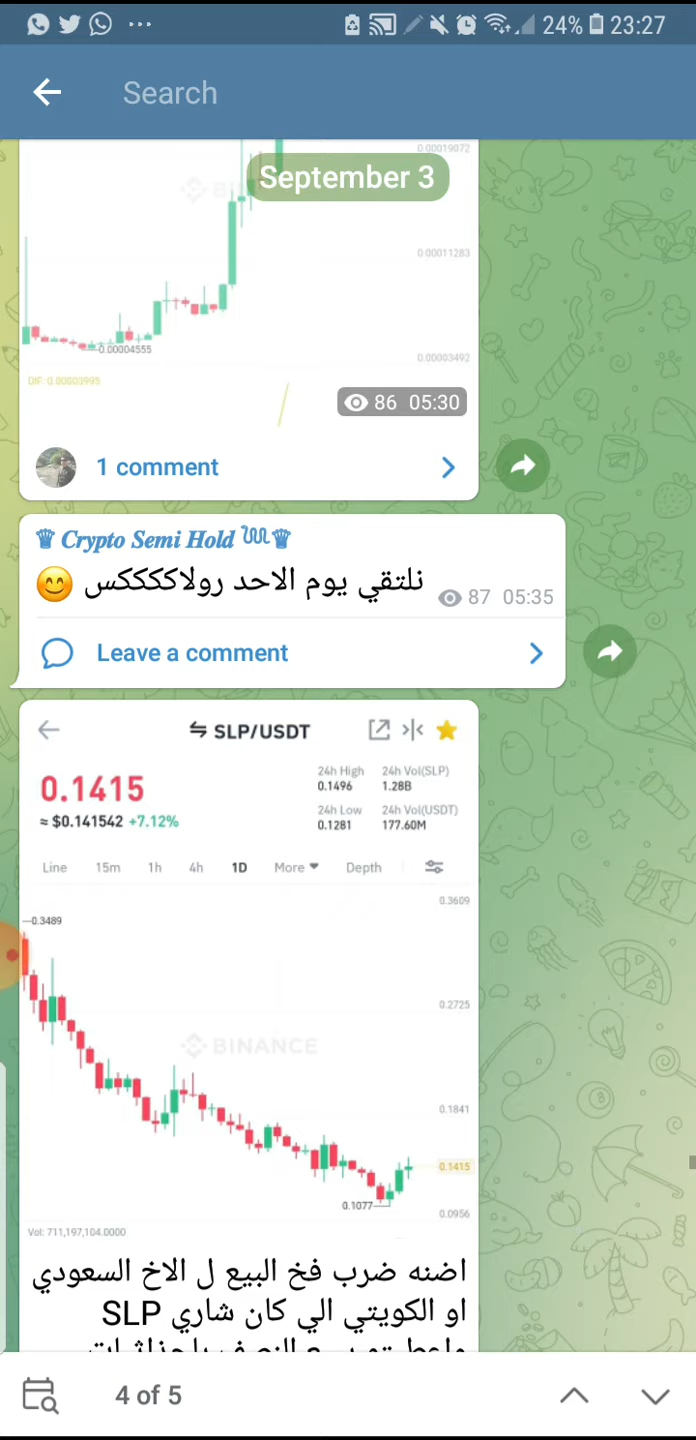 24% 23:27
Search
0.00019072
September 3
0.00011283
0.00004555
0.00003492
DIF: 0.00003995
86 05:30
1 comment
♛ Crypto Semi Hold ♛
نلتقي يوم الاحد رولاككككس 😊
87 05:35
Leave a comment
SLP/USDT
0.1415
24h High 24h Vol(SLP)
0.1496 1.28B
≈ $0.141542 +7.12%
24h Low 24h Vol(USDT)
0.1281 177.60M
Line 15m 1h 4h 1D More Depth
0.3609
0.3489
0.2725
BINANCE
0.1841
0.1415
0.1077
0.0956
Vol: 711,197,104.0000
اضنه ضرب فخ البيع ل الاخ السعودي
او الكويتي الي كان شاري SLP
4 of 5